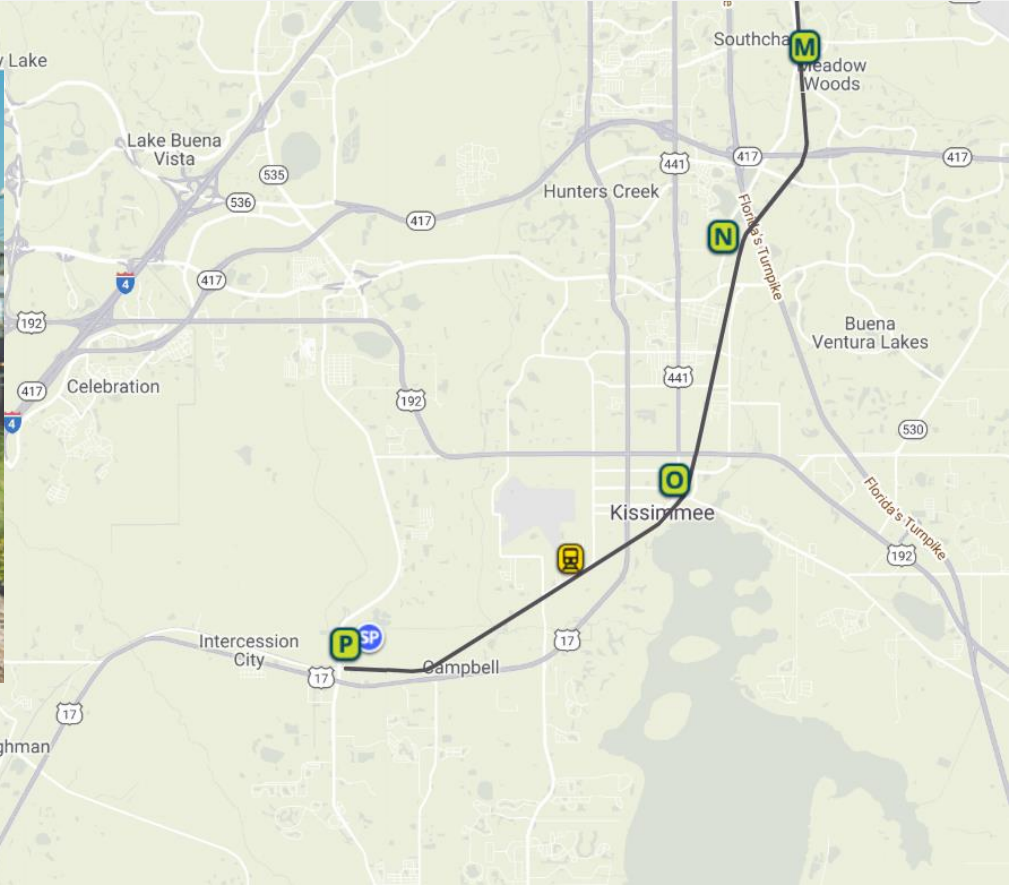 Southcha
M
Meadow
Woods
y Lake
Lake Buena
Vista
535
536
417
441
417
417
Hunters Creek
Florida's Turnpike
N
4
417
192
Buena
Ventura Lakes
417
Celebration
192
441
4
530
O
Kissimmee
Florida's Turnpike
192
P
SP
Intercession
City
17
Campbell
17
17
ghman